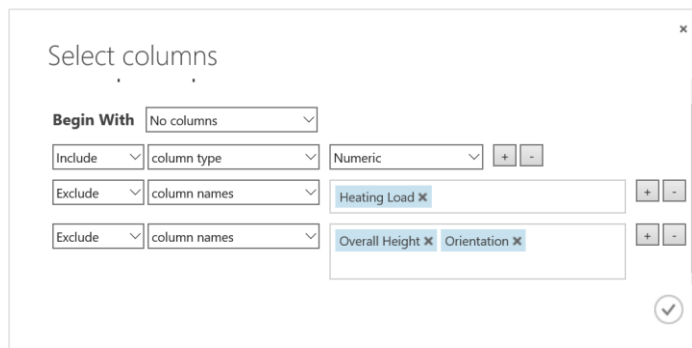 Select columns
Begin With No columns
Include column type Numeric + -
Exclude column names Heating Load × + -
Exclude column names Overall Height × Orientation × + -